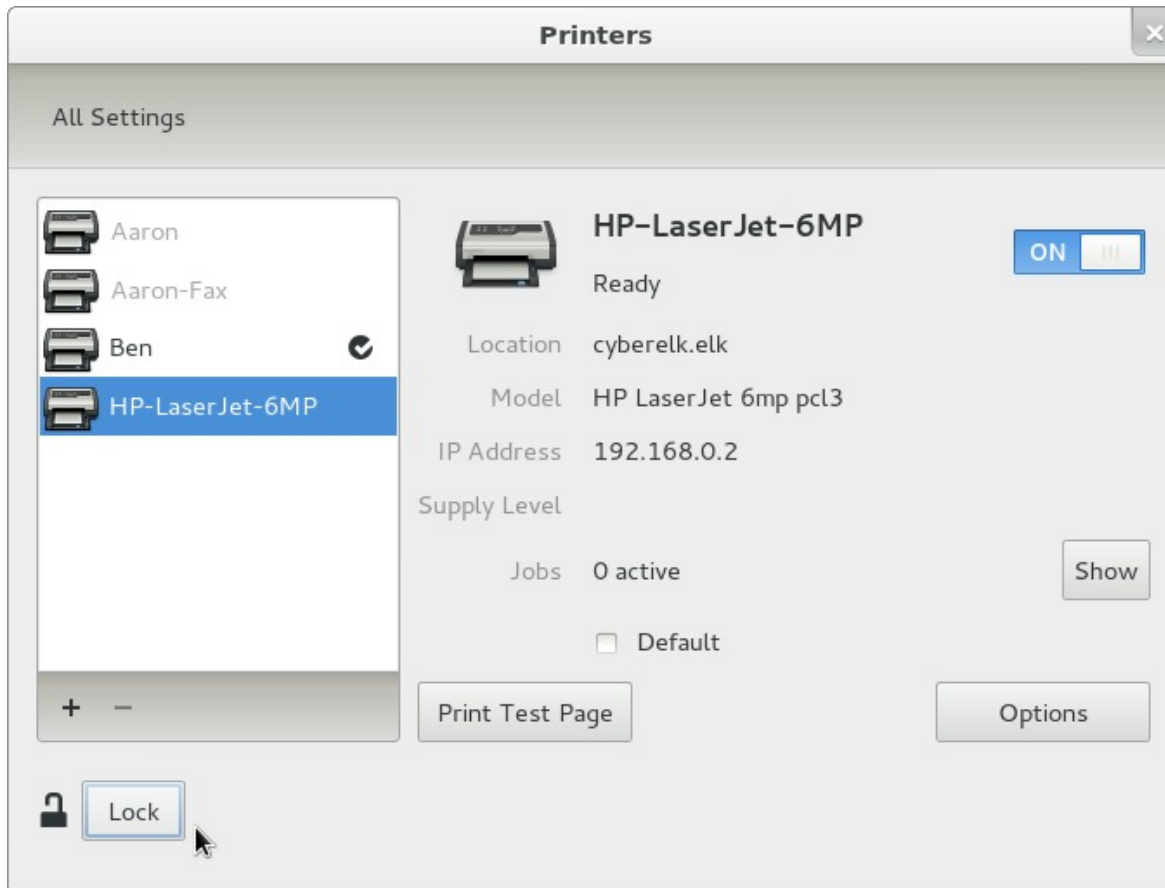 Printers
All Settings
Aaron
Aaron-Fax
Ben
HP-LaserJet-6MP
+ −
HP-LaserJet-6MP
ON
Ready
Location cyberelk.elk
Model HP LaserJet 6mp pcl3
IP Address 192.168.0.2
Supply Level
Jobs 0 active Show
Default
Print Test Page Options
Lock